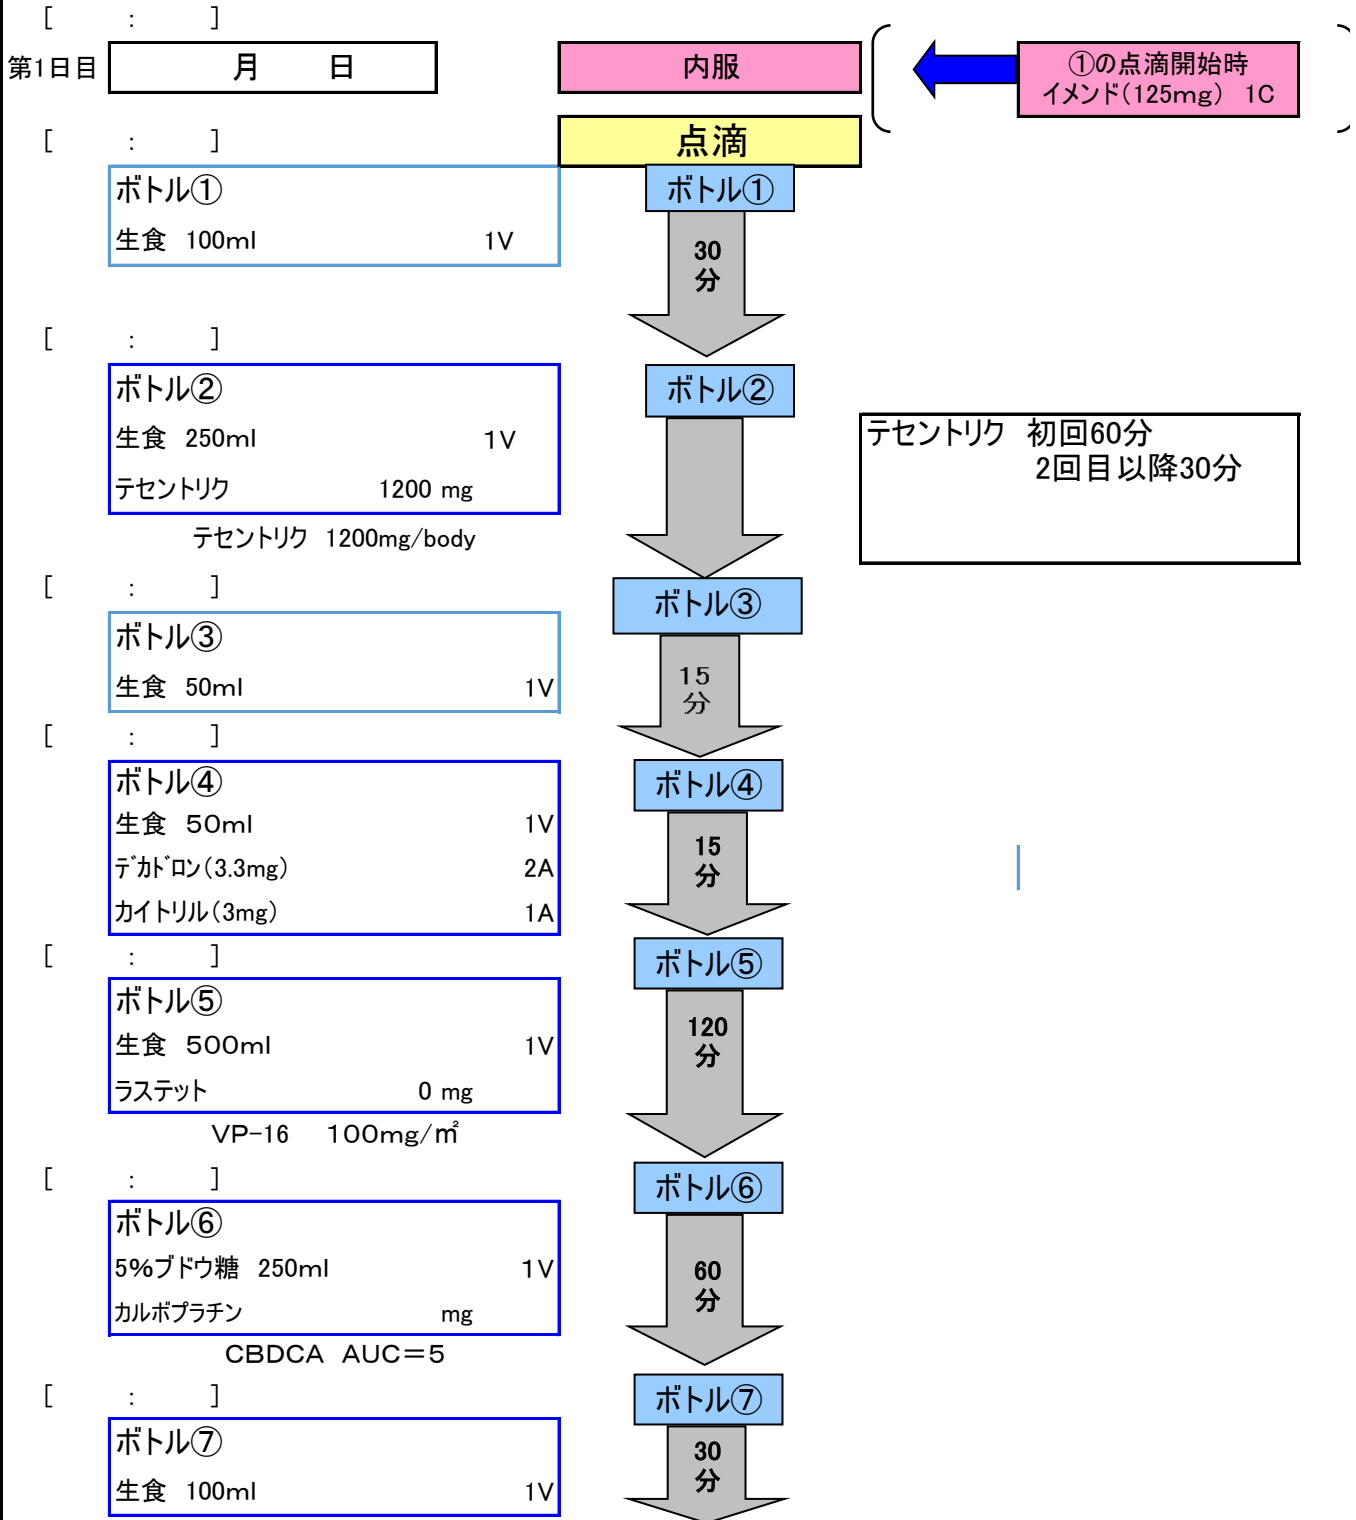 [　　：　　]
第1日目　月　日　内服　①の点滴開始時
イメンド（125mg）　1C
[　　：　　]　点滴
ボトル①　ボトル①
生食　100ml　1V
30
分
[　　：　　]
ボトル②　ボトル②
生食　250ml　1V
テセントリク　1200 mg
テセントリク　1200mg/body
テセントリク　初回60分
2回目以降30分
[　　：　　]　ボトル③
ボトル③
生食　50ml　1V
15
分
[　　：　　]
ボトル④　ボトル④
生食　50ml　1V
ﾃﾞｶﾄﾞﾛﾝ（3.3mg）　2A
カイトリル（3mg）　1A
15
分
[　　：　　]　ボトル⑤
ボトル⑤
生食　500ml　1V
ラステット　0 mg
VP-16　100mg/㎡
120
分
[　　：　　]　ボトル⑥
ボトル⑥
5%ブドウ糖　250ml　1V
カルボプラチン　mg
CBDCA　AUC＝5
60
分
[　　：　　]　ボトル⑦
ボトル⑦
生食　100ml　1V
30
分